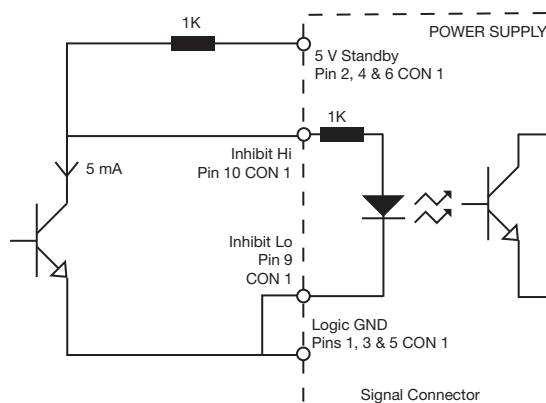 1K
POWER SUPPLY
5 V Standby
Pin 2, 4 & 6 CON 1
1K
Inhibit Hi
Pin 10 CON 1
5 mA
Inhibit Lo
Pin 9
CON 1
Logic GND
Pins 1, 3 & 5 CON 1
Signal Connector